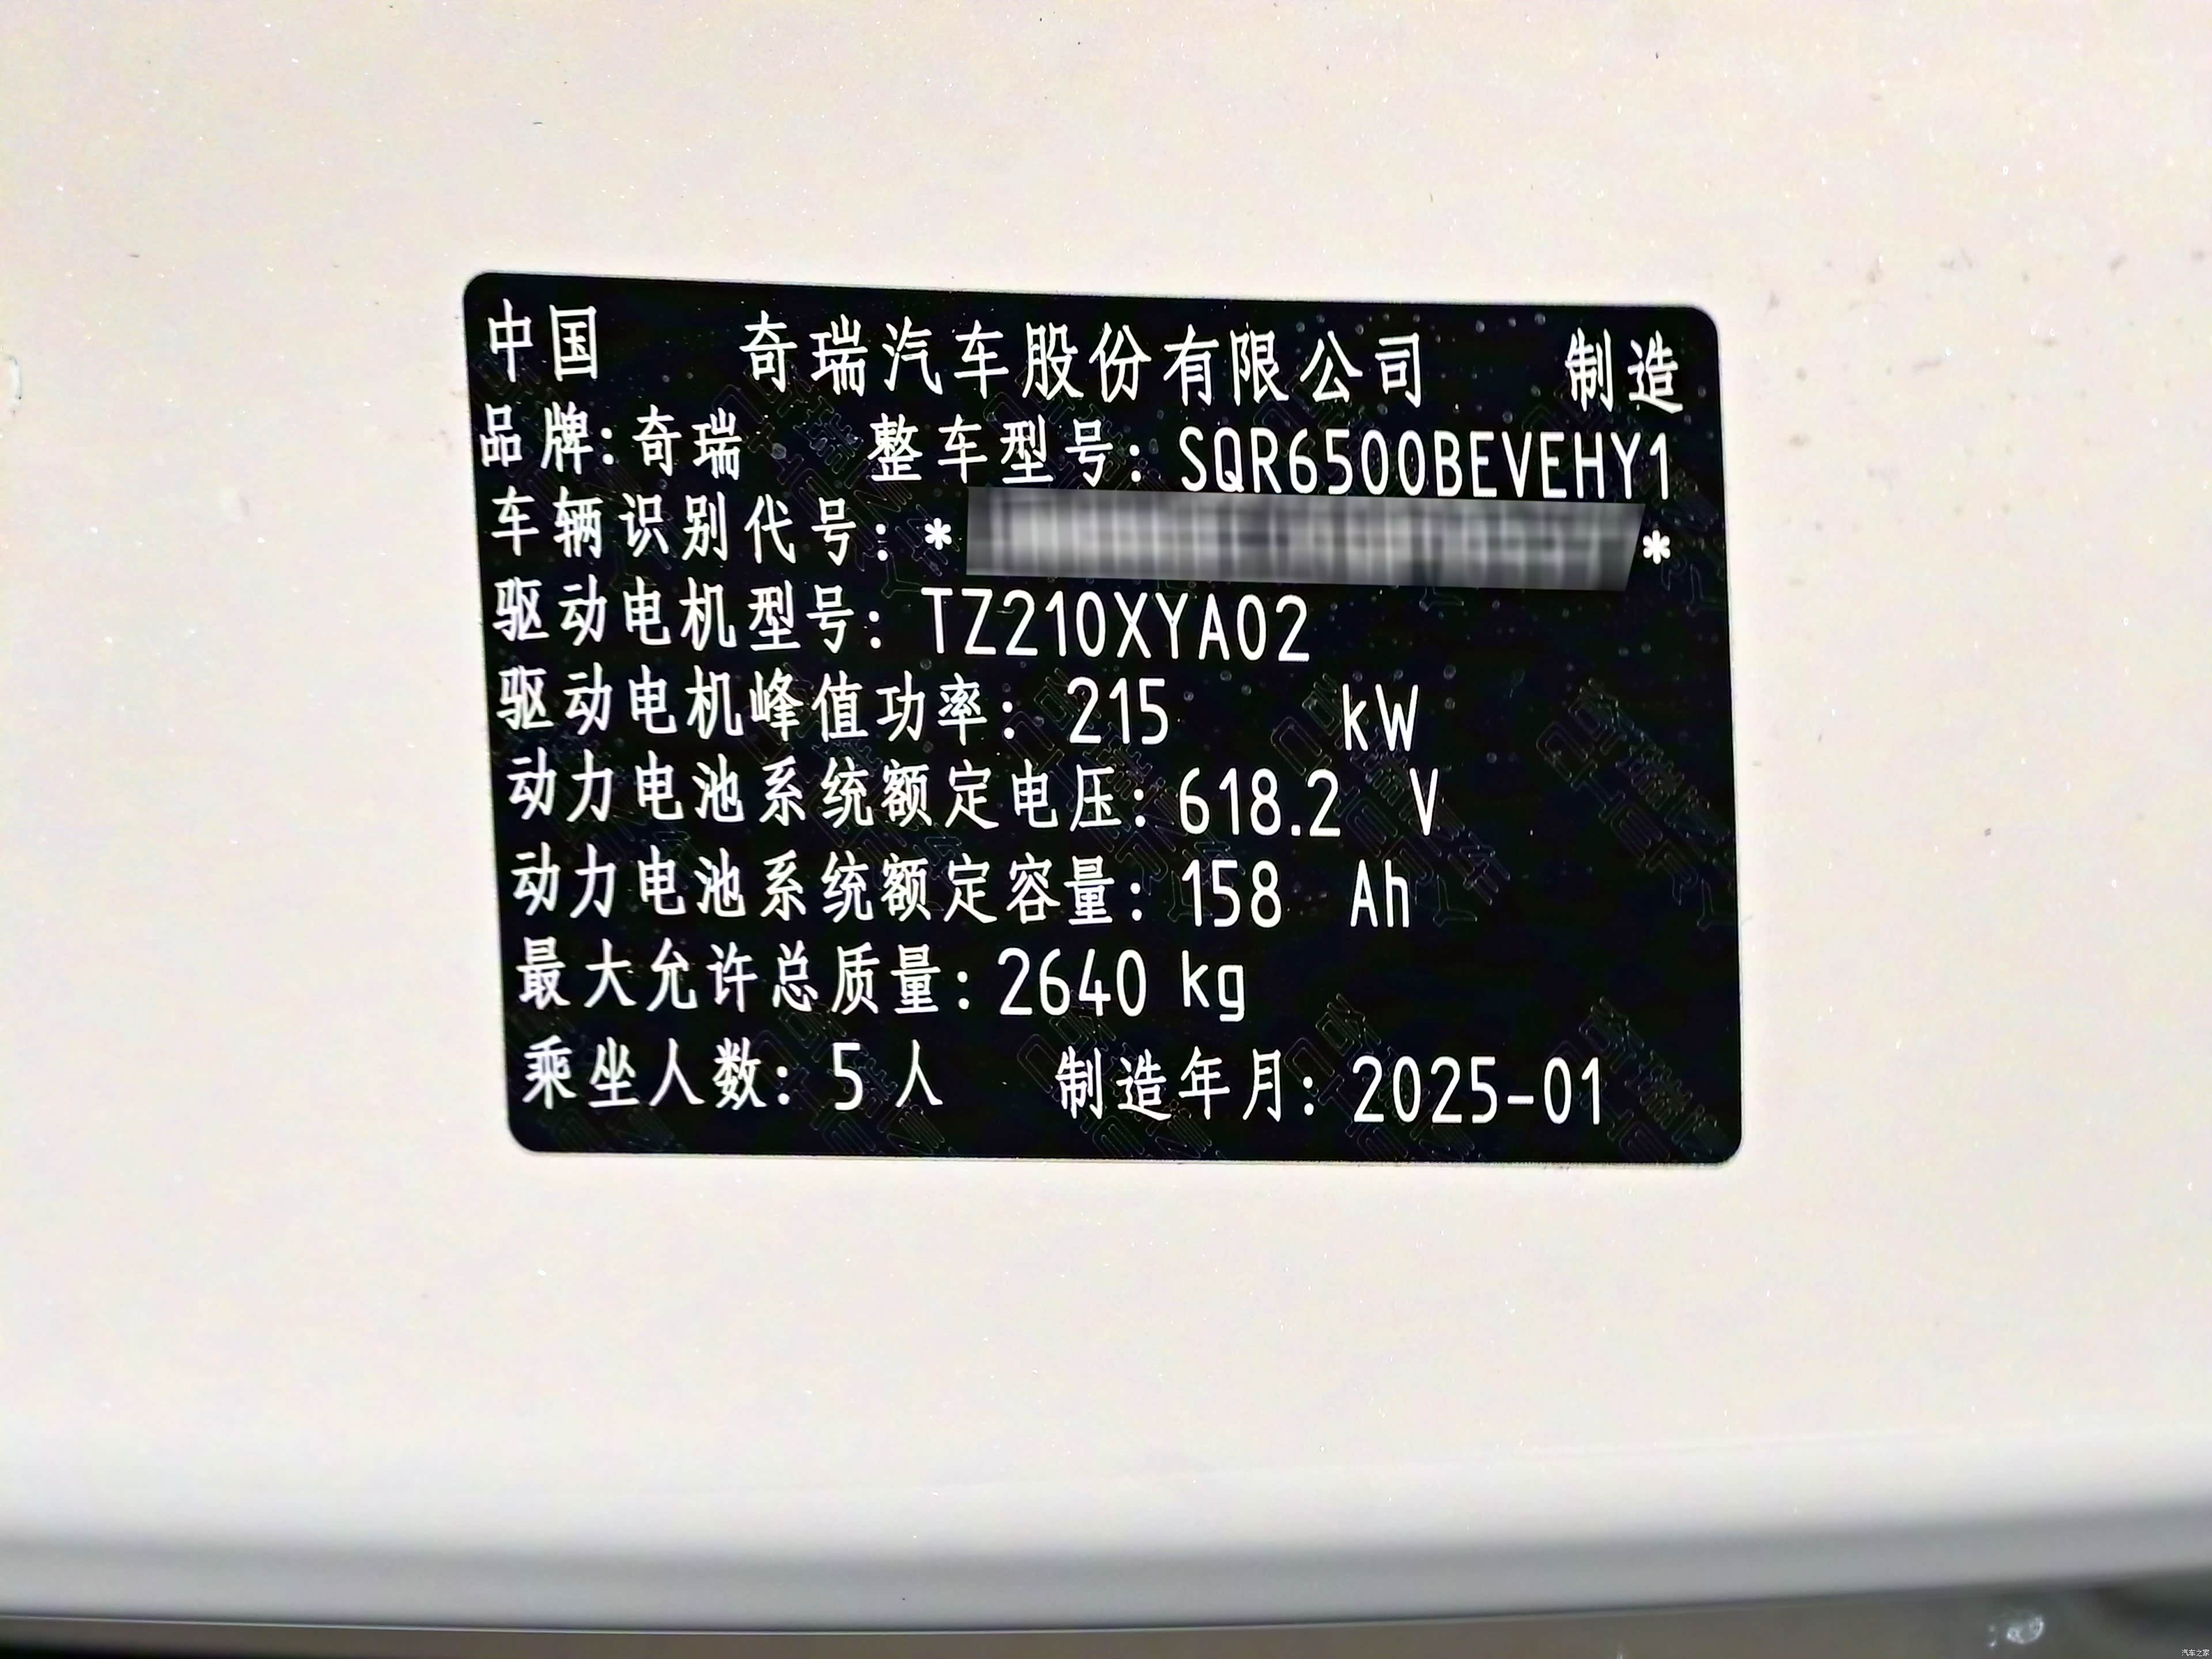 中国 奇瑞汽车股份有限公司 制造
品牌:奇瑞 整车型号: SQR6500BEVEHY1
车辆识别代号: * *
驱动电机型号: TZ210XYA02
驱动电机峰值功率: 215 kW
动力电池系统额定电压: 618.2 V
动力电池系统额定容量: 158 Ah
最大允许总质量: 2640 kg
乘坐人数: 5人 制造年月: 2025-01
汽车之家